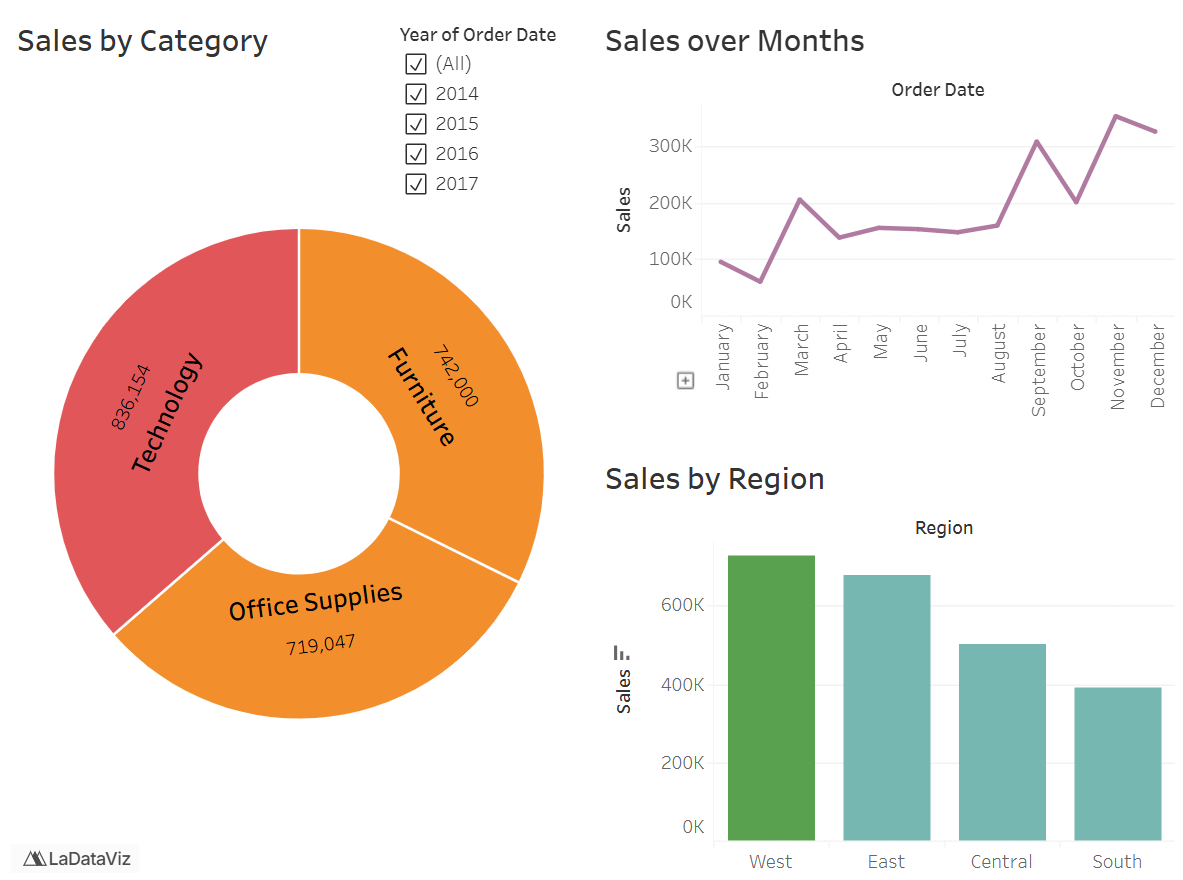 Sales by Category
Year of Order Date
(All)
2014
2015
2016
2017
Technology
836,154
Furniture
742,000
Office Supplies
719,047
LaDataViz
Sales over Months
Order Date
Sales
300K
200K
100K
0K
January
February
March
April
May
June
July
August
September
October
November
December
Sales by Region
Region
Sales
600K
400K
200K
0K
West
East
Central
South